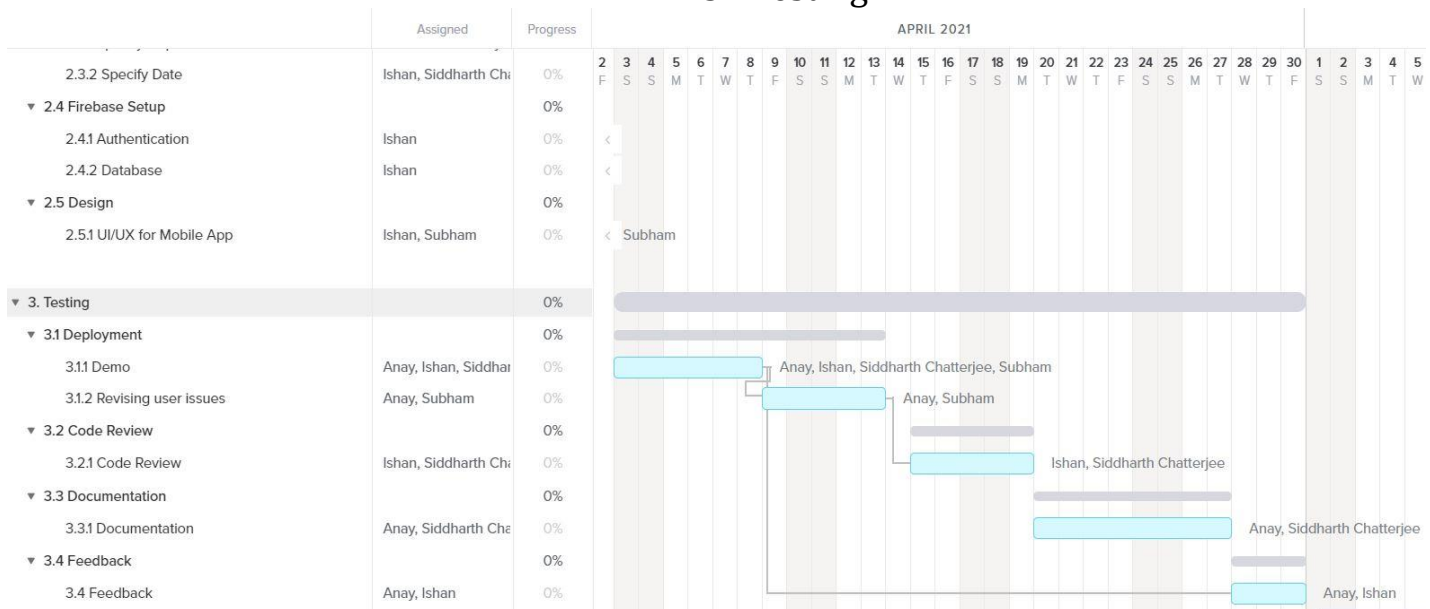 Assigned Progress APRIL 2021
2 3 4 5 6 7 8 9 10 11 12 13 14 15 16 17 18 19 20 21 22 23 24 25 26 27 28 29 30 1 2 3 4 5
F S S M T W T F S S M T W T F S S M T W T F S S M T W T F S S M T W
2.3.2 Specify Date Ishan, Siddharth Cha 0%
2.4 Firebase Setup 0%
2.4.1 Authentication Ishan 0%
2.4.2 Database Ishan 0%
2.5 Design 0%
2.5.1 UI/UX for Mobile App Ishan, Subham 0% Subham
3. Testing 0%
3.1 Deployment 0%
3.1.1 Demo Anay, Ishan, Siddhar 0% Anay, Ishan, Siddharth Chatterjee, Subham
3.1.2 Revising user issues Anay, Subham 0% Anay, Subham
3.2 Code Review 0%
3.2.1 Code Review Ishan, Siddharth Cha 0% Ishan, Siddharth Chatterjee
3.3 Documentation 0%
3.3.1 Documentation Anay, Siddharth Cha 0% Anay, Siddharth Chatterjee
3.4 Feedback 0%
3.4 Feedback Anay, Ishan 0% Anay, Ishan